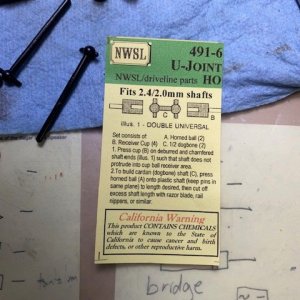 NWSL
491-6
U-JOINT
NWSL/driveline parts HO
Fits 2.4/2.0mm shafts
A
C
B
Illus. 1 - DOUBLE UNIVERSAL
Set consists of: A. Horned ball (2)
B. Receiver Cup (4) C. 1/2 dogbone (2)
1. Press cup (B) on deburred and chamfered
shaft ends (illus. 1) such that shaft does not
protrude into cup ball receiver area.
2.To build cardan (dogbone) shaft (C), press
horned ball (A) onto plastic shaft (keep pins in
same plane) to length desired, then cut off
excess shaft length with razor blade, rail
nippers, or similar.
California Warning
This product CONTAINS CHEMICALS
which are known to the State of
California to cause cancer and birth
defects, or other reproductive harm.
bridge